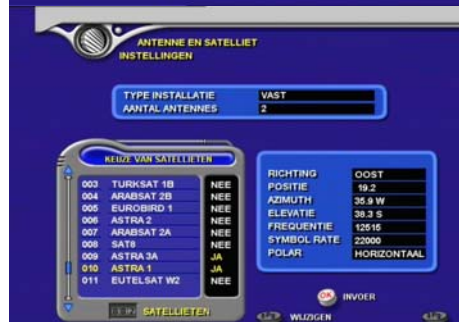 ANTENNE EN SATELLIET
INSTELLINGEN
TYPE INSTALLATIE VAST
AANTAL ANTENNES 2
KEUZE VAN SATELLIETEN
003 TURKSAT 1B NEE
004 ARABSAT 2B NEE
005 EUROBIRD 1 NEE
006 ASTRA 2 NEE
007 ARABSAT 2A NEE
008 SAT6 NEE
009 ASTRA 3A JA
010 ASTRA 1 JA
011 EUTELSAT W2 NEE
SATELLIETEN
RICHTING OOST
POSITIE 19.2
AZIMUTH 35.9 W
ELEVATIE 38.3 S
FREQUENTIE 12515
SYMBOL RATE 22000
POLAR HORIZONTAAL
OK INVOER
WIJZIGEN